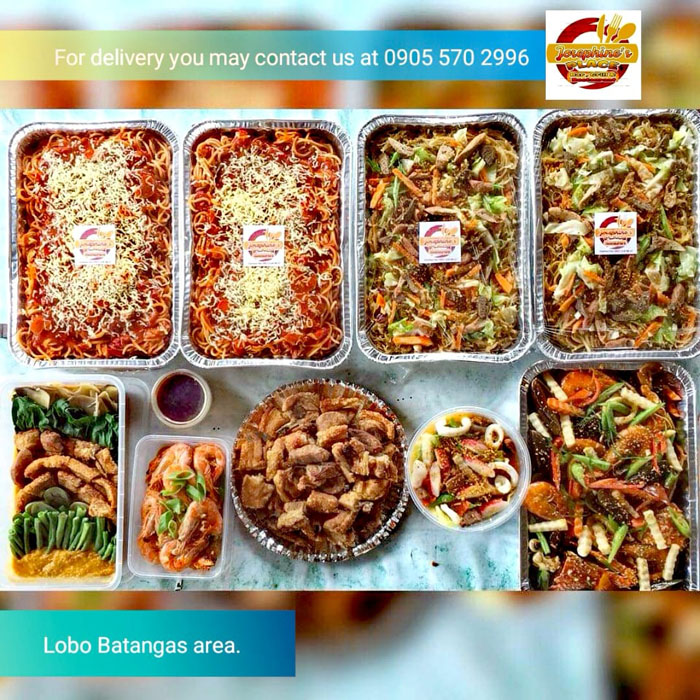 For delivery you may contact us at 0905 570 2996
Josephine's
PLACE
Lobo Batangas area.